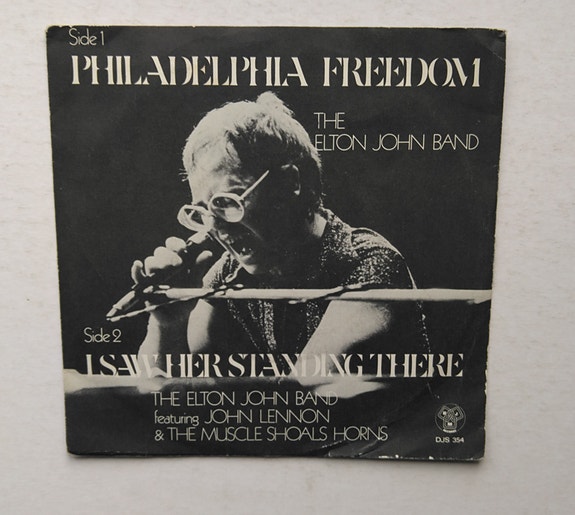 Side 1
PHILADELPHIA FREEDOM
THE
ELTON JOHN BAND
Side 2
I SAW HER STANDING THERE
THE ELTON JOHN BAND
featuring JOHN LENNON
& THE MUSCLE SHOALS HORNS
DJS 354